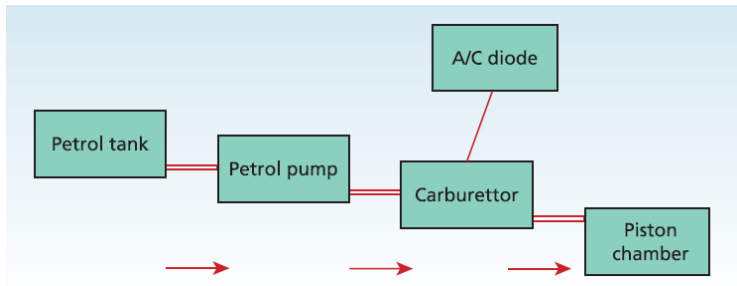 A/C diode
Petrol tank
Petrol pump
Carburettor
Piston
chamber